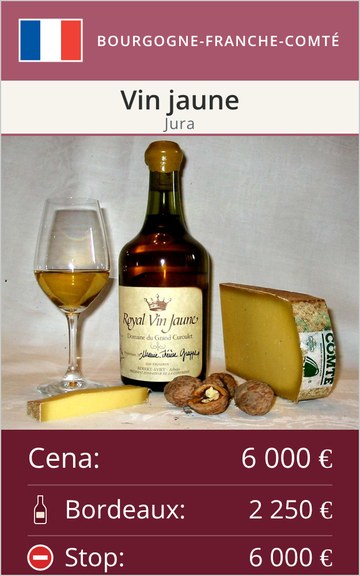 BOURGOGNE-FRANCHE-COMTÉ
Vin jaune
Jura
Royal Vin Jaune
Domaine du Grand Curoulet
COMTÉ
Cena: 6 000 €
Bordeaux: 2 250 €
Stop: 6 000 €